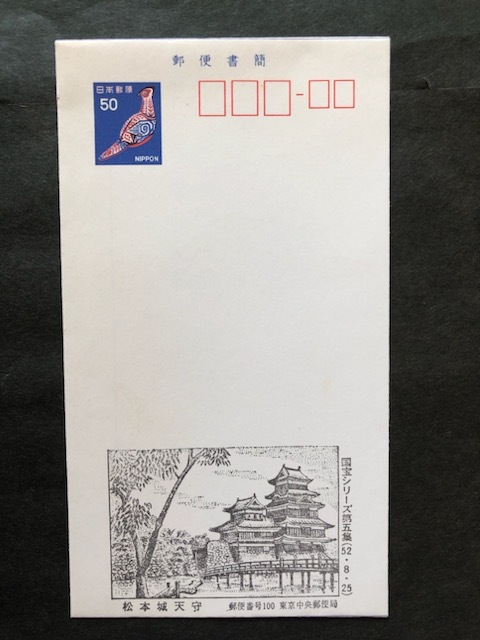 郵便書簡
日本郵便
50
NIPPON
国宝シリーズ第五集(52・8・25)
松本城天守
郵便番号100 東京中央郵便局